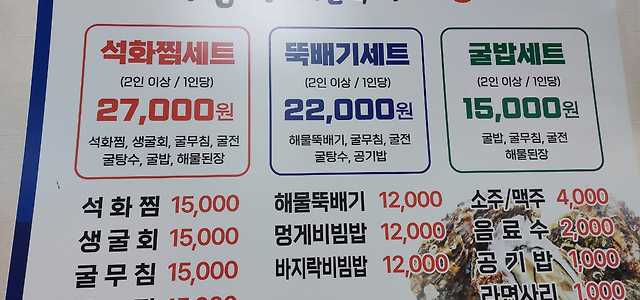 석화찜세트
(2인 이상 / 1인당)
27,000원
석화찜, 생굴회, 굴무침, 굴전
굴탕수, 굴밥, 해물된장
뚝배기세트
(2인 이상 / 1인당)
22,000원
해물뚝배기, 굴무침, 굴전
굴탕수, 공기밥
굴밥세트
(2인 이상 / 1인당)
15,000원
굴밥, 굴무침, 굴전
해물된장
석화찜 15,000
생굴회 15,000
굴무침 15,000
해물뚝배기 12,000
멍게비빔밥 12,000
바지락비빔밥 12,000
소주/맥주 4,000
음료수 2,000
공기밥 1,000
라면사리 1,000